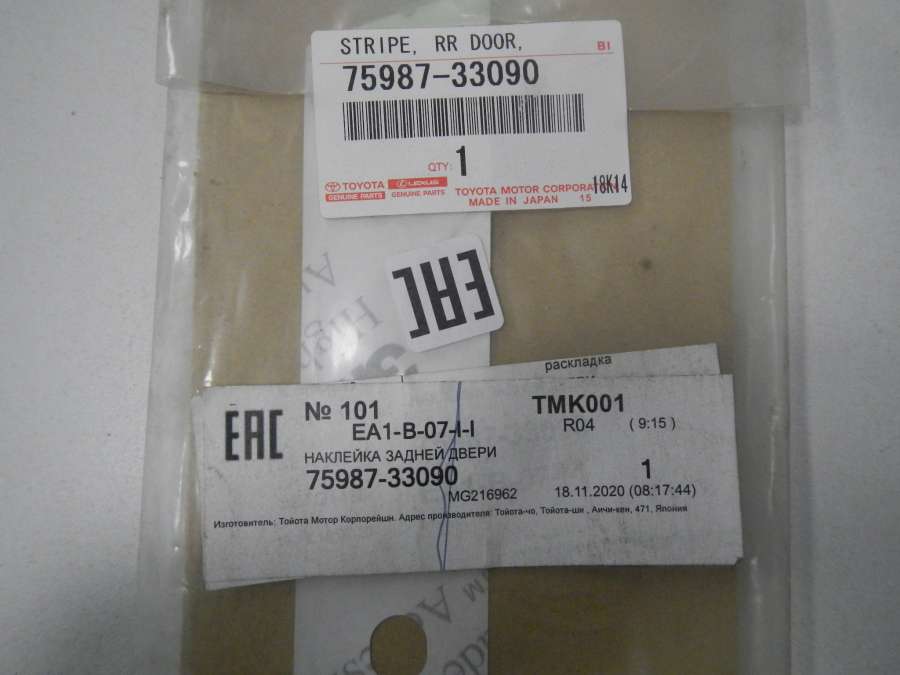 STRIPE, RR DOOR,
BI
75987-33090
QTY: 1
TOYOTA
GENUINE PARTS
LEXUS
GENUINE PARTS
TOYOTA MOTOR CORPORATION
18K14
MADE IN JAPAN 15
EAC
High
раскладка
EAC
№ 101
TMK001
EA1-B-07-I-I
R04 ( 9:15 )
НАКЛЕЙКА ЗАДНЕЙ ДВЕРИ
75987-33090
1
MG216962
18.11.2020 (08:17:44)
Изготовитель: Тойота Мотор Корпорейшн. Адрес производителя: Тойота-чо, Тойота-ши , Аичи-кен, 471, Япония